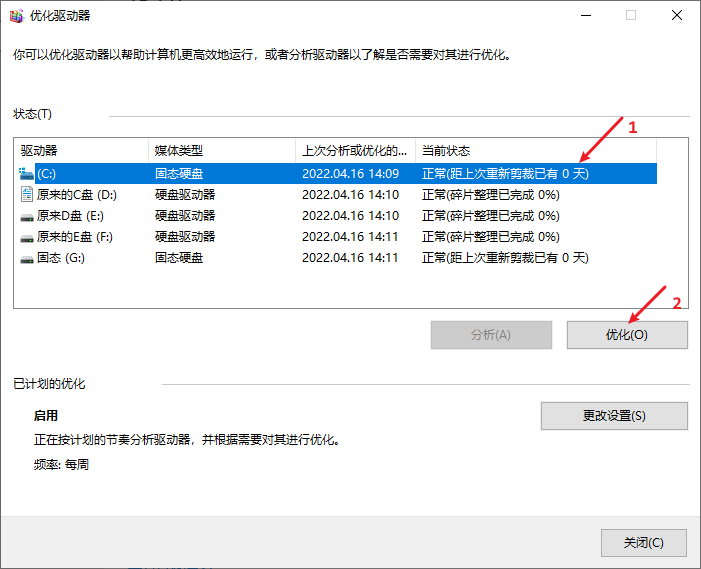 优化驱动器
你可以优化驱动器以帮助计算机更高效地运行，或者分析驱动器以了解是否需要对其进行优化。
状态(T)
1
驱动器 媒体类型 上次分析或优化的... 当前状态
(C:) 固态硬盘 2022.04.16 14:09 正常(距上次重新剪裁已有 0 天)
原来的C盘 (D:) 硬盘驱动器 2022.04.16 14:10 正常(碎片整理已完成 0%)
原来D盘 (E:) 硬盘驱动器 2022.04.16 14:10 正常(碎片整理已完成 0%)
原来的E盘 (F:) 硬盘驱动器 2022.04.16 14:11 正常(碎片整理已完成 0%)
固态 (G:) 固态硬盘 2022.04.16 14:11 正常(距上次重新剪裁已有 0 天)
2
分析(A) 优化(O)
已计划的优化
启用 更改设置(S)
正在按计划的节奏分析驱动器，并根据需要对其进行优化。
频率: 每周
关闭(C)